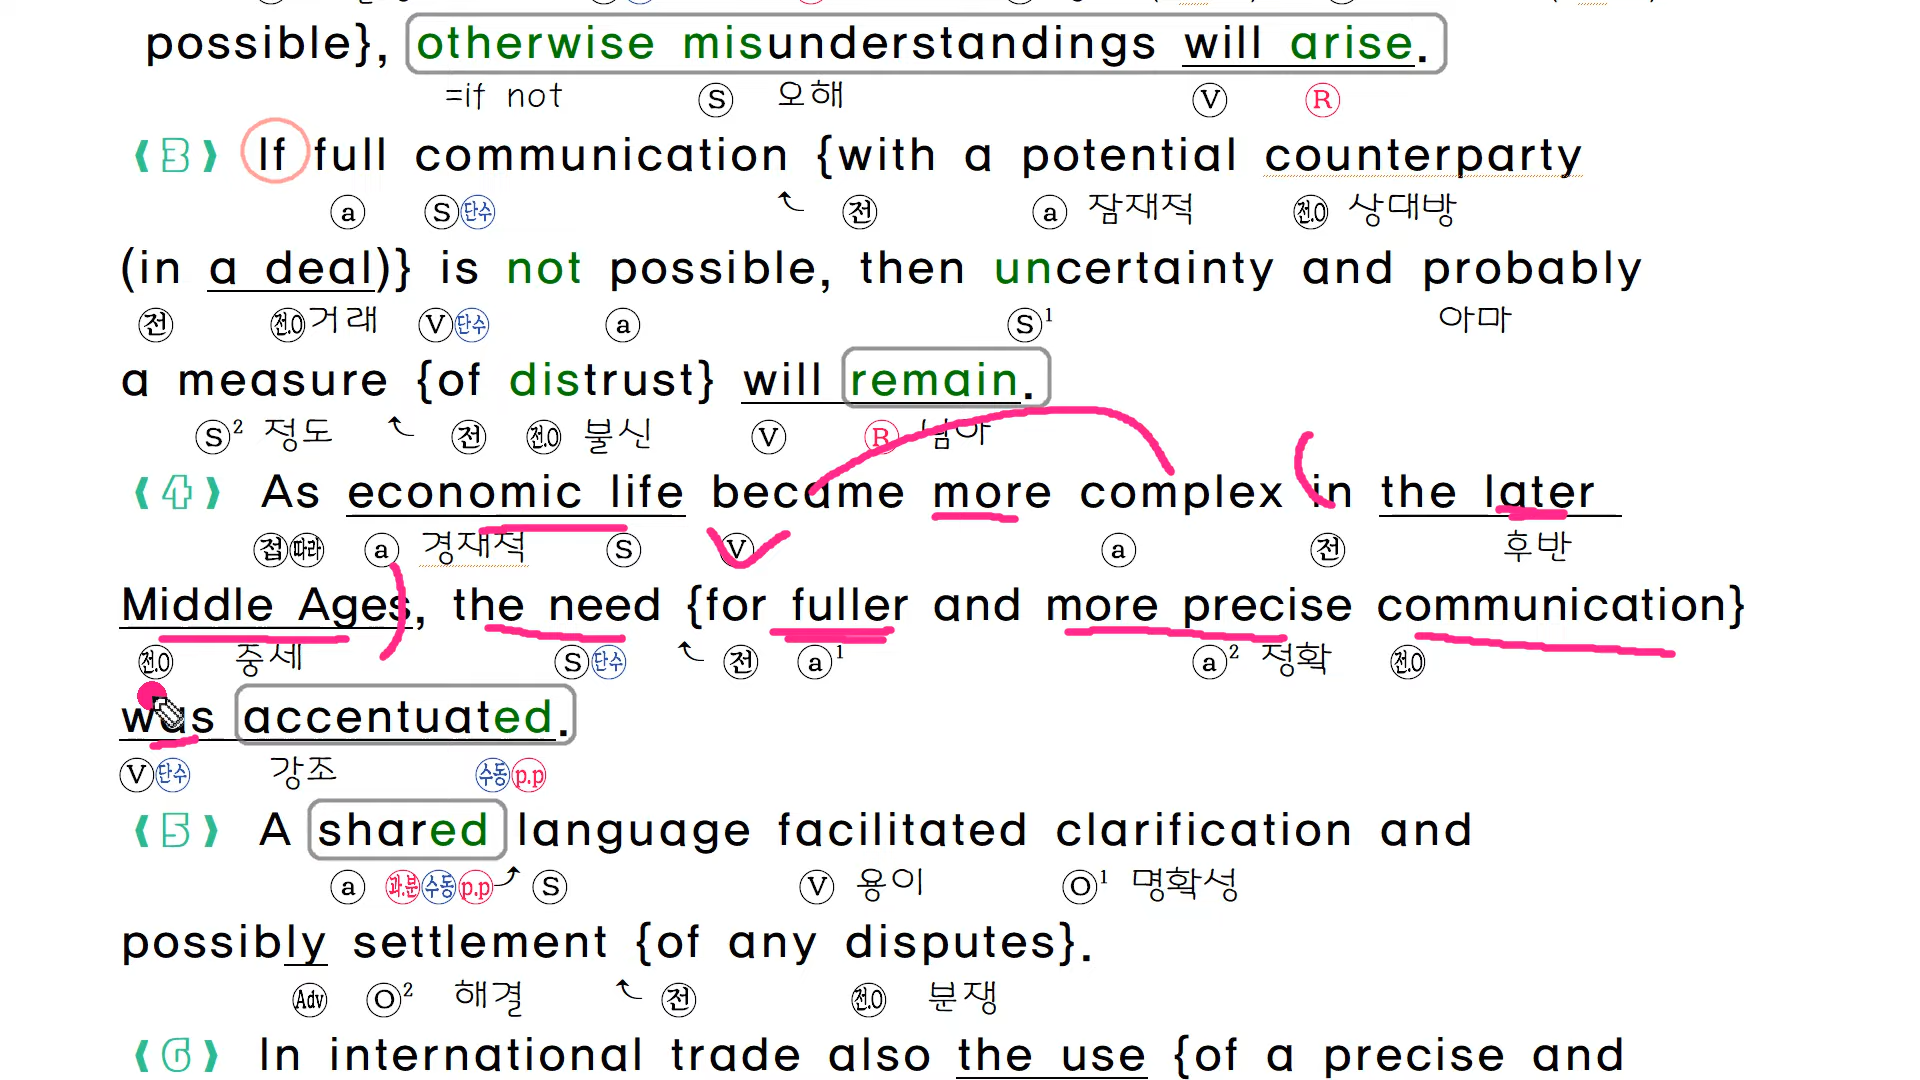 possible}, otherwise misunderstandings will arise.
=if not Ⓢ 오해 Ⓥ Ⓡ
❪3❫ If full communication {with a potential counterparty
ⓐ Ⓢ 단수 전 ⓐ 잠재적 전.O 상대방
(in a deal)} is not possible, then uncertainty and probably
전 전.O 거래 Ⓥ 단수 ⓐ Ⓢ¹ 아마
a measure {of distrust} will remain.
Ⓢ² 정도 전 전.O 불신 Ⓥ Ⓡ 남아
❪4❫ As economic life became more complex in the later
접 따라 ⓐ 경재적 Ⓢ Ⓥ ⓐ 전 후반
Middle Ages, the need {for fuller and more precise communication}
전.O 중세 Ⓢ 단수 전 ⓐ¹ ⓐ² 정확 전.O
was accentuated.
Ⓥ 단수 강조 수동 p.p
❪5❫ A shared language facilitated clarification and
ⓐ 과.분 수동 p.p Ⓢ Ⓥ 용이 Ⓞ¹ 명확성
possibly settlement {of any disputes}.
Adv Ⓞ² 해결 전 전.O 분쟁
❪6❫ In international trade also the use {of a precise and